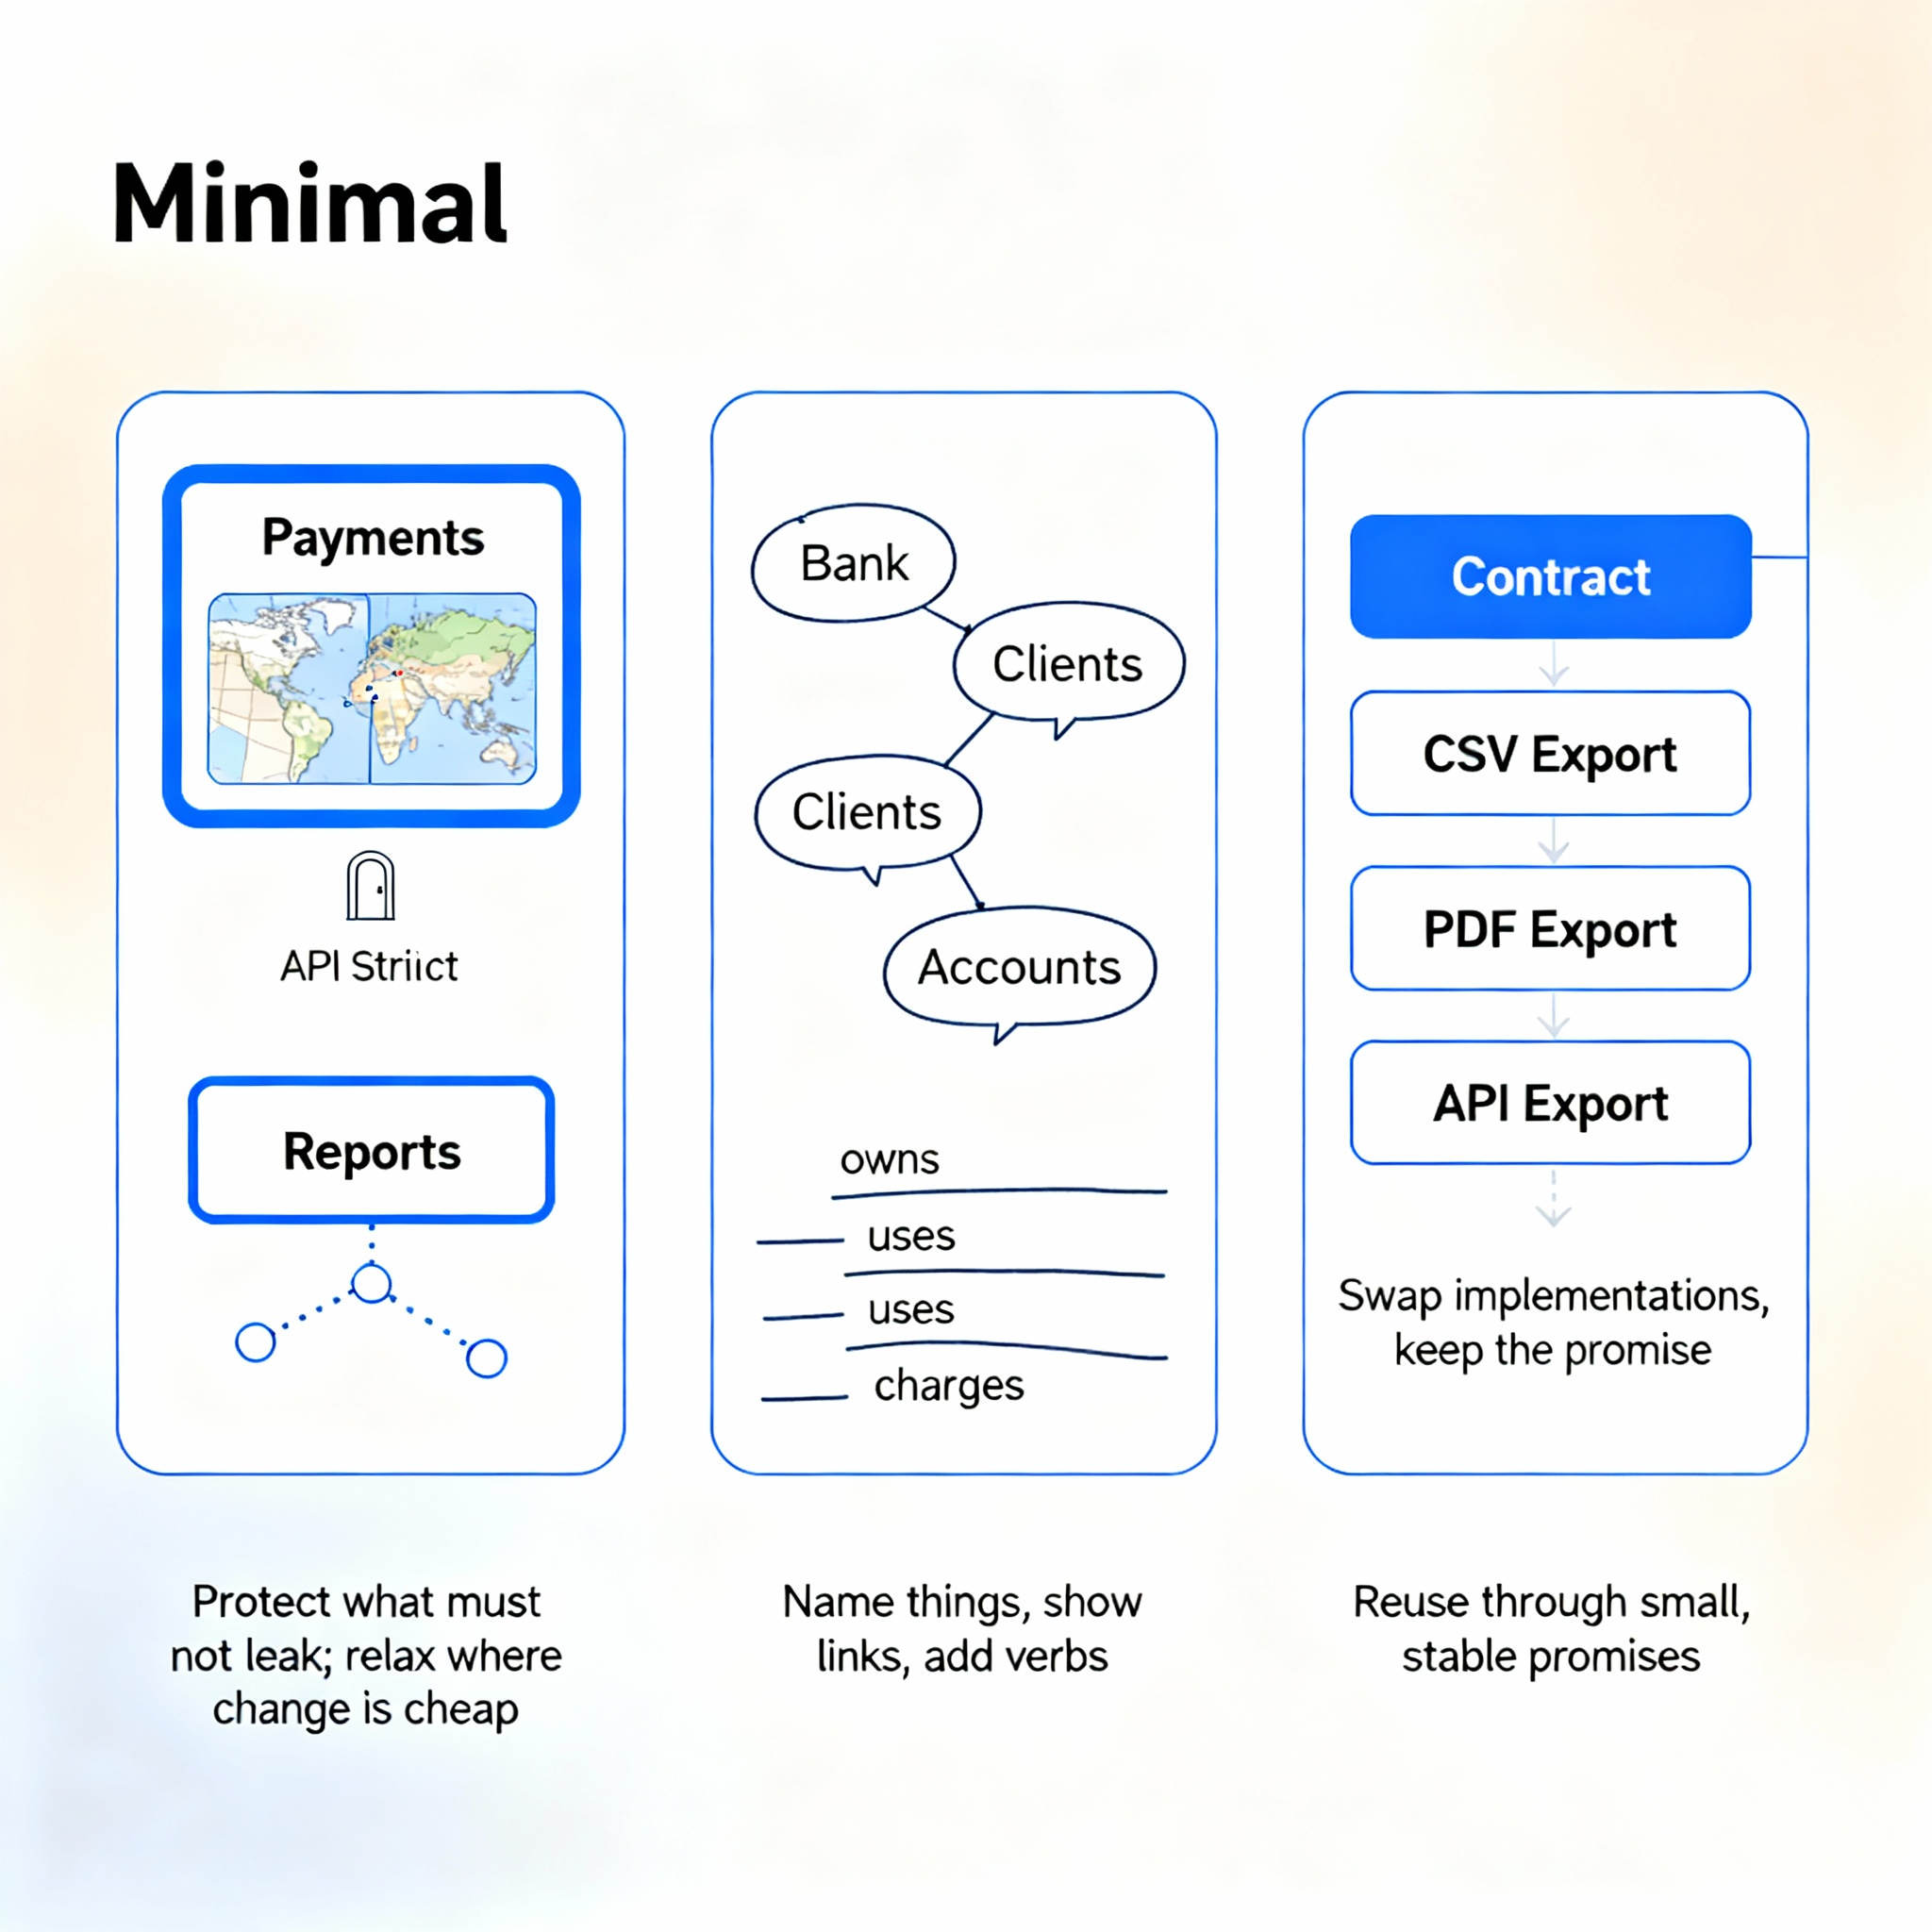 Minimal
Payments
API Striict
Reports
Protect what must
not leak; relax where
change is cheap
Bank
Clients
Clients
Accounts
owns
uses
uses
charges
Name things, show
links, add verbs
Contract
CSV Export
PDF Export
API Export
Swap implementations,
keep the promise
Reuse through small,
stable promises